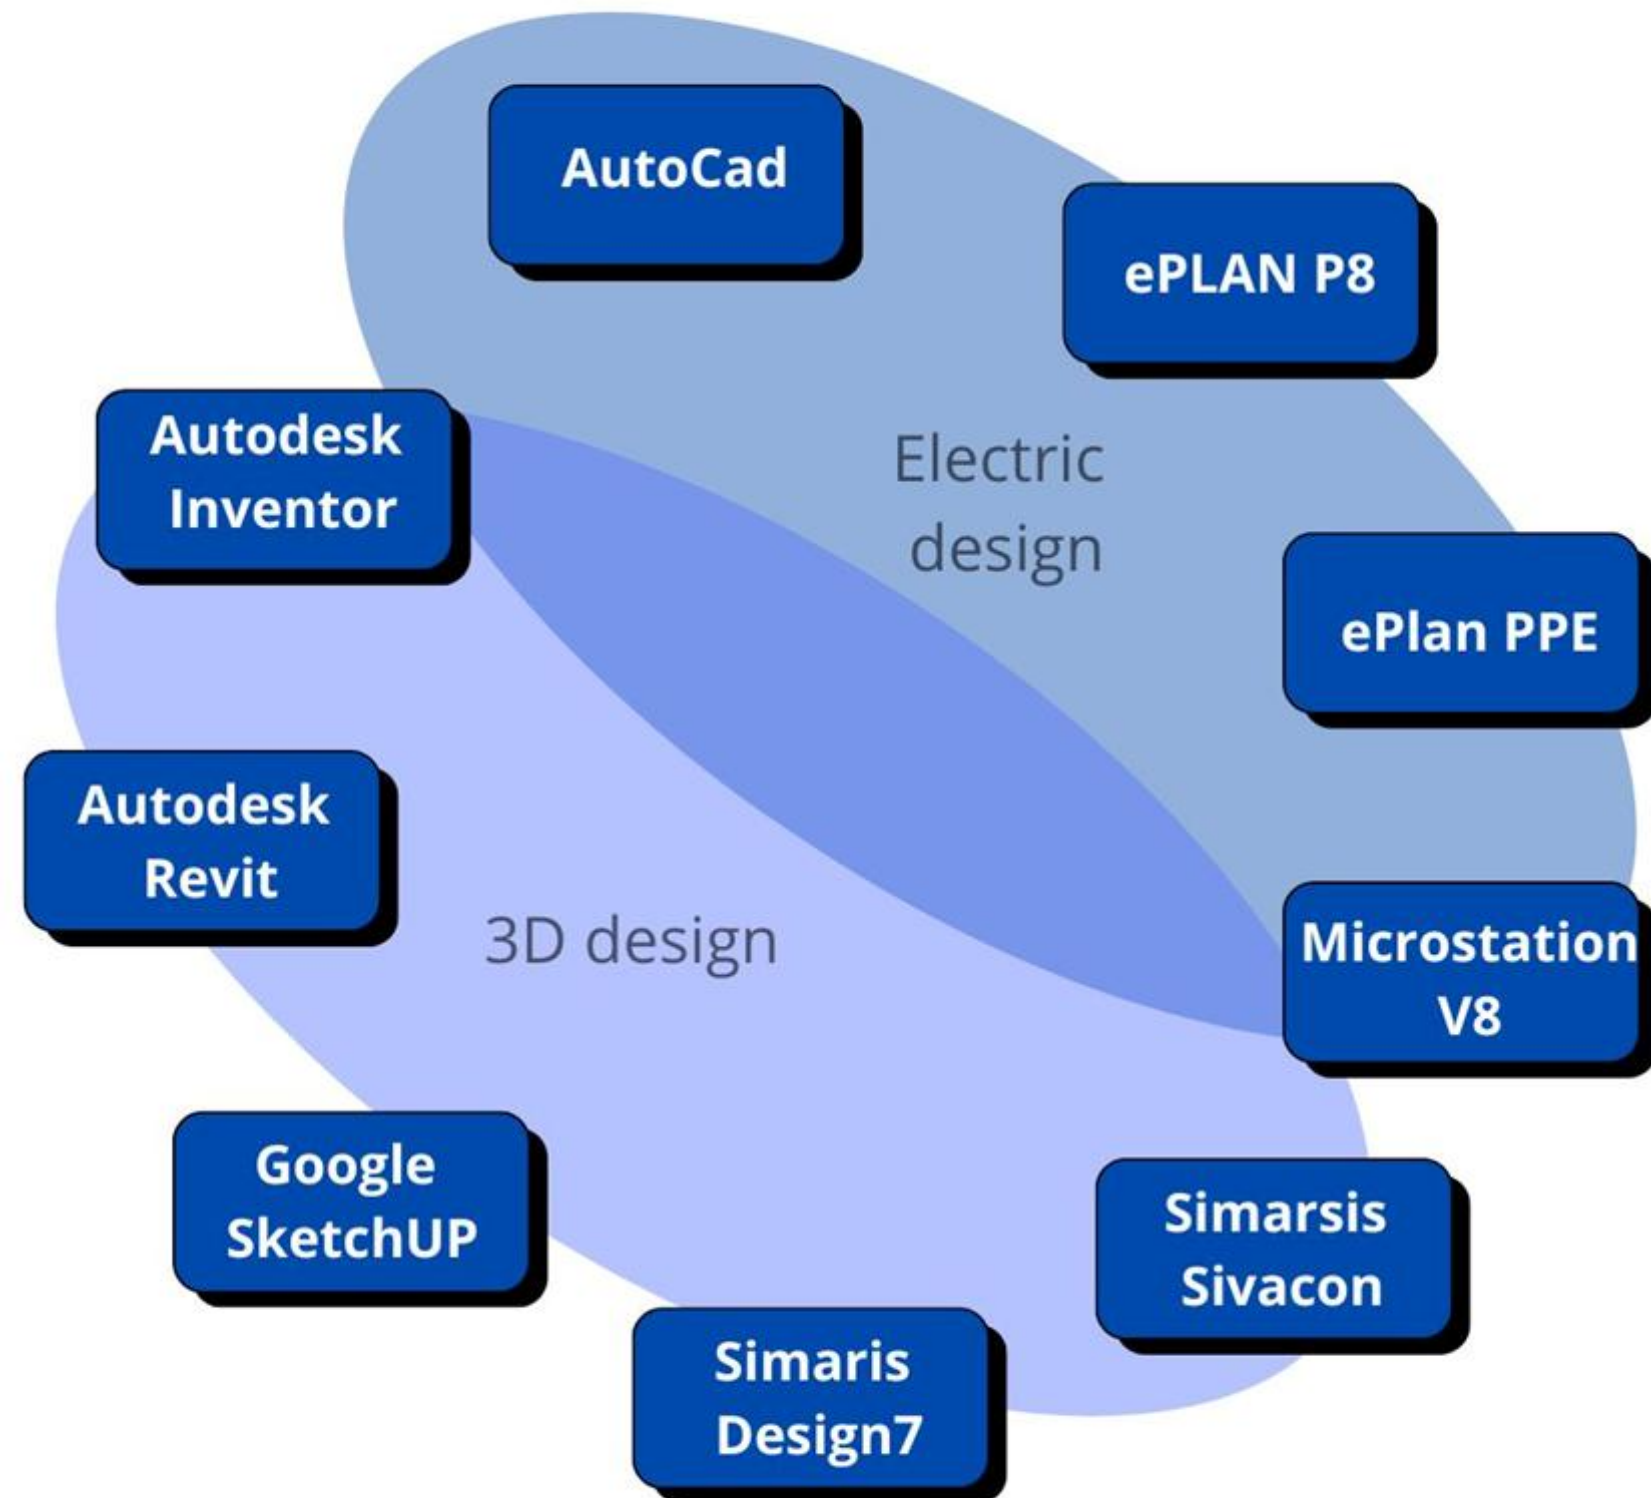 AutoCad
ePLAN P8
Autodesk
Inventor
Electric
design
ePlan PPE
Autodesk
Revit
3D design
Microstation
V8
Google
SketchUP
Simarsis
Sivacon
Simaris
Design7